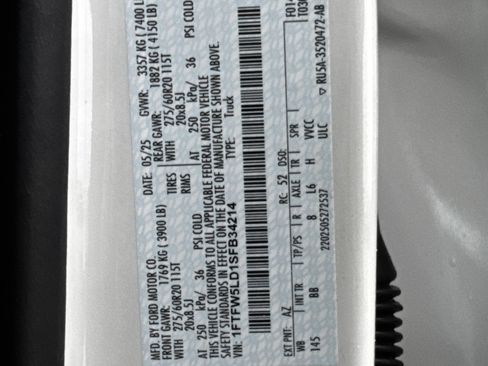 MFD. BY FORD MOTOR CO.
DATE: 05/25 GVWR: 3357 KG ( 7400 L
FRONT GAWR: 1769 KG ( 3900 LB) REAR GAWR: 1882 KG ( 4150 LB)
WITH 275/60R20 115T TIRES WITH 275/60R20 115T
20x8.5J RIMS 20x8.5J
AT 250 kPa/ 36 PSI COLD AT 250 kPa/ 36 PSI COLD
THIS VEHICLE CONFORMS TO ALL APPLICABLE FEDERAL MOTOR VEHICLE
SAFETY STANDARDS IN EFFECT ON THE DATE OF MANUFACTURE SHOWN ABOVE.
VIN: 1FTFW5LD1SFB34214 TYPE: Truck
F01
T030
EXT PNT: AZ RC: 52 DSO:
WB INT TR TP/PS R AXLE TR SPR
145 BB 8 L6 H VVCC
2202505272537 ULC
▽ RU5A-3520472-AB